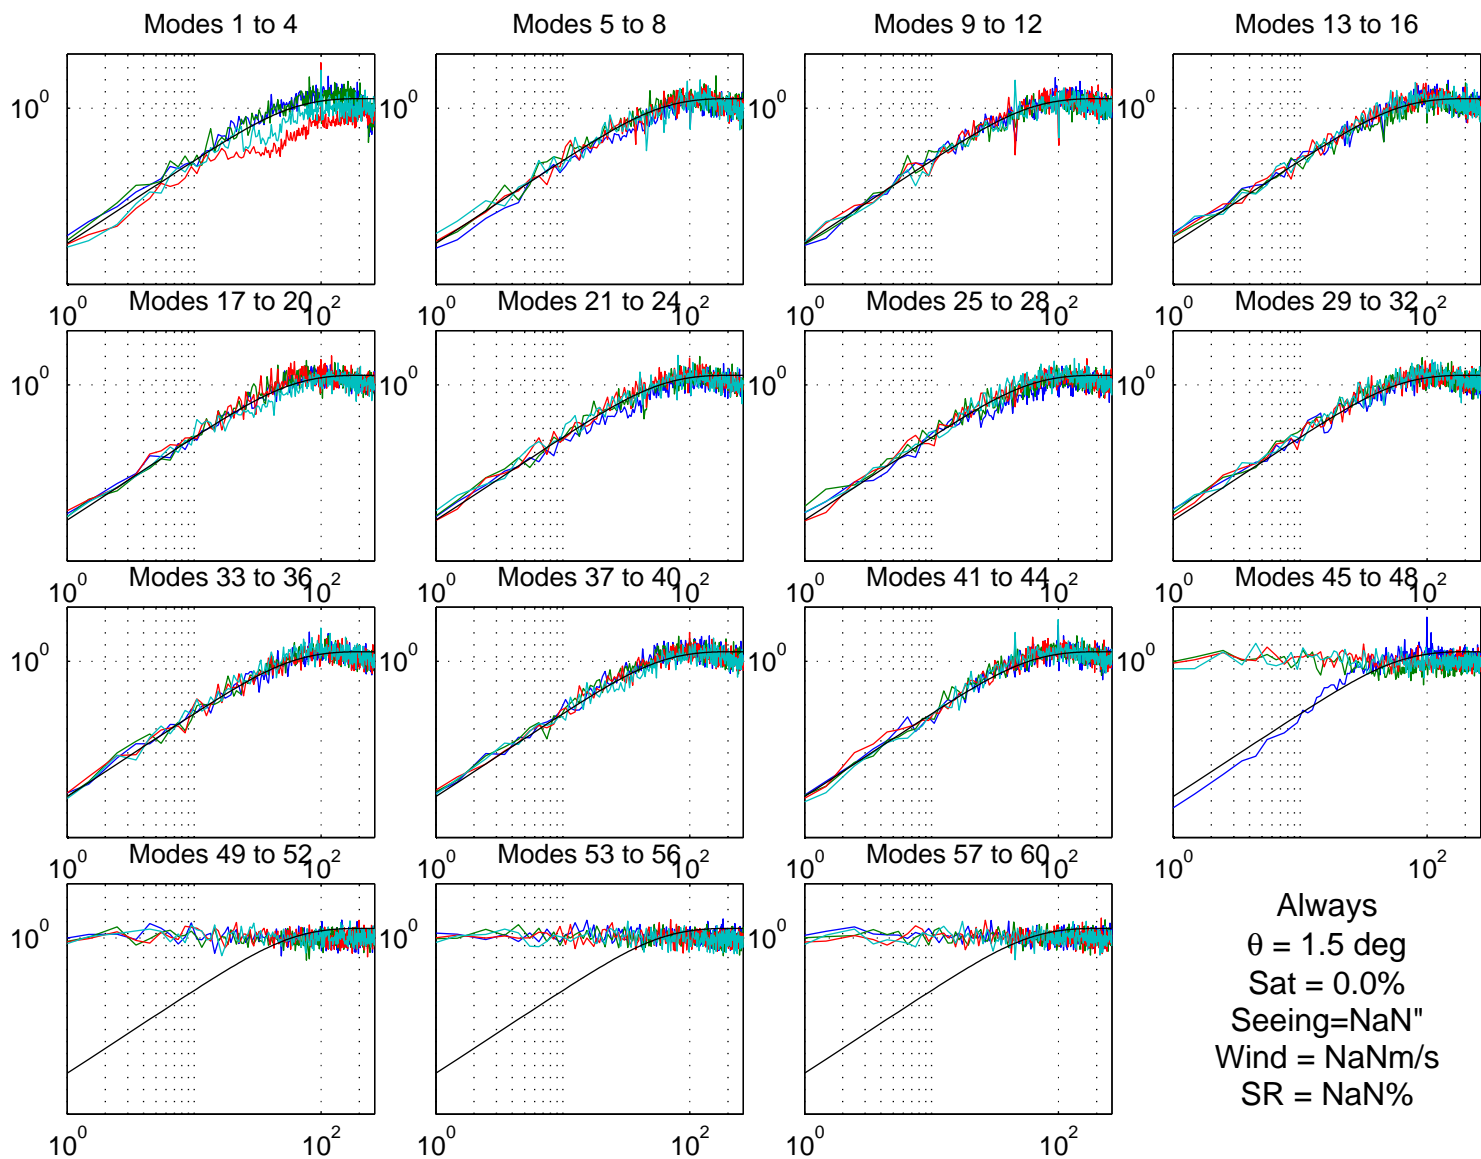 Modes 1 to 4
Modes 5 to 8
Modes 9 to 12
Modes 13 to 16
10^0
10^0
10^0
10^0
10^0
10^2
10^0
10^2
10^0
10^2
10^0
10^2
Modes 17 to 20
Modes 21 to 24
Modes 25 to 28
Modes 29 to 32
10^0
10^0
10^0
10^0
10^0
10^2
10^0
10^2
10^0
10^2
10^0
10^2
Modes 33 to 36
Modes 37 to 40
Modes 41 to 44
Modes 45 to 48
10^0
10^0
10^0
10^0
10^0
10^2
10^0
10^2
10^0
10^2
10^0
10^2
Modes 49 to 52
Modes 53 to 56
Modes 57 to 60
10^0
10^0
10^0
10^0
10^2
10^0
10^2
10^0
10^2
Always
θ = 1.5 deg
Sat = 0.0%
Seeing=NaN"
Wind = NaNm/s
SR = NaN%